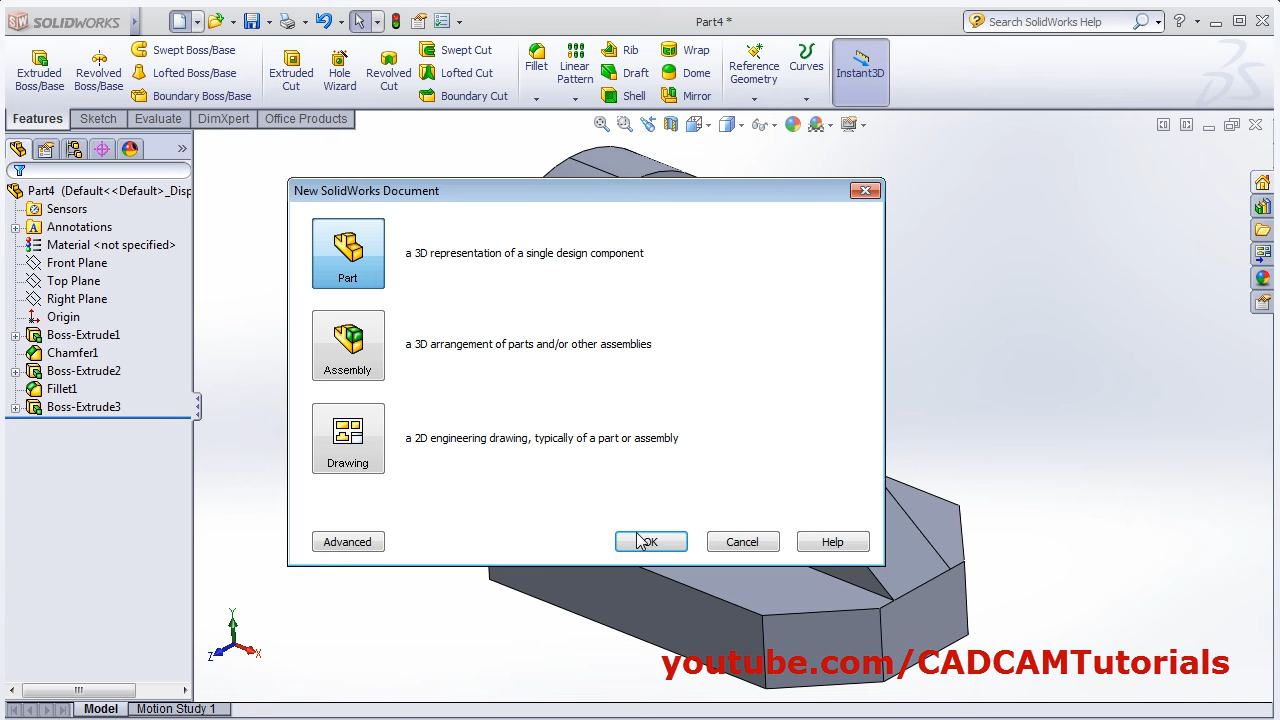 SOLIDWORKS
Part4 *
Search SolidWorks Help
Extruded Boss/Base
Revolved Boss/Base
Swept Boss/Base
Lofted Boss/Base
Boundary Boss/Base
Extruded Cut
Hole Wizard
Revolved Cut
Swept Cut
Lofted Cut
Boundary Cut
Fillet
Linear Pattern
Rib
Draft
Shell
Wrap
Dome
Mirror
Reference Geometry
Curves
Instant3D
Features
Sketch
Evaluate
DimXpert
Office Products
Part4 (Default<<Default>_Disp
Sensors
Annotations
Material <not specified>
Front Plane
Top Plane
Right Plane
Origin
Boss-Extrude1
Chamfer1
Boss-Extrude2
Fillet1
Boss-Extrude3
New SolidWorks Document
Part
a 3D representation of a single design component
Assembly
a 3D arrangement of parts and/or other assemblies
Drawing
a 2D engineering drawing, typically of a part or assembly
Advanced
OK
Cancel
Help
Y
Z
X
youtube.com/CADCAMTutorials
Model
Motion Study 1